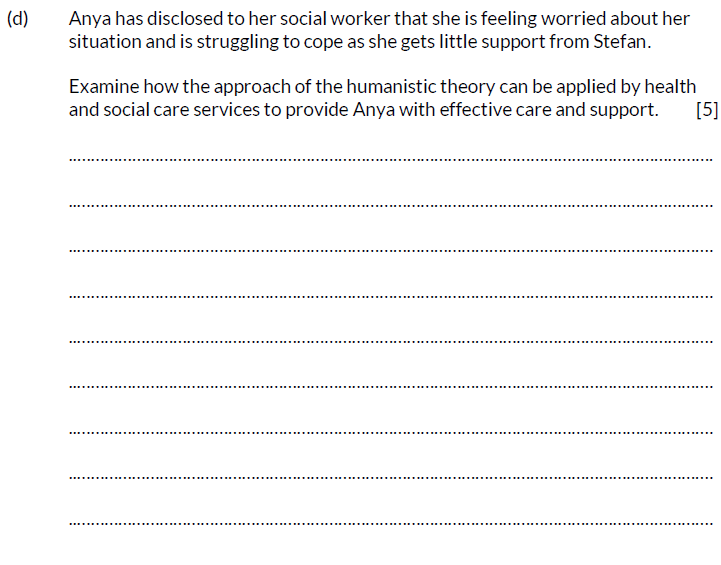 (d) Anya has disclosed to her social worker that she is feeling worried about her
situation and is struggling to cope as she gets little support from Stefan.
Examine how the approach of the humanistic theory can be applied by health
and social care services to provide Anya with effective care and support. [5]